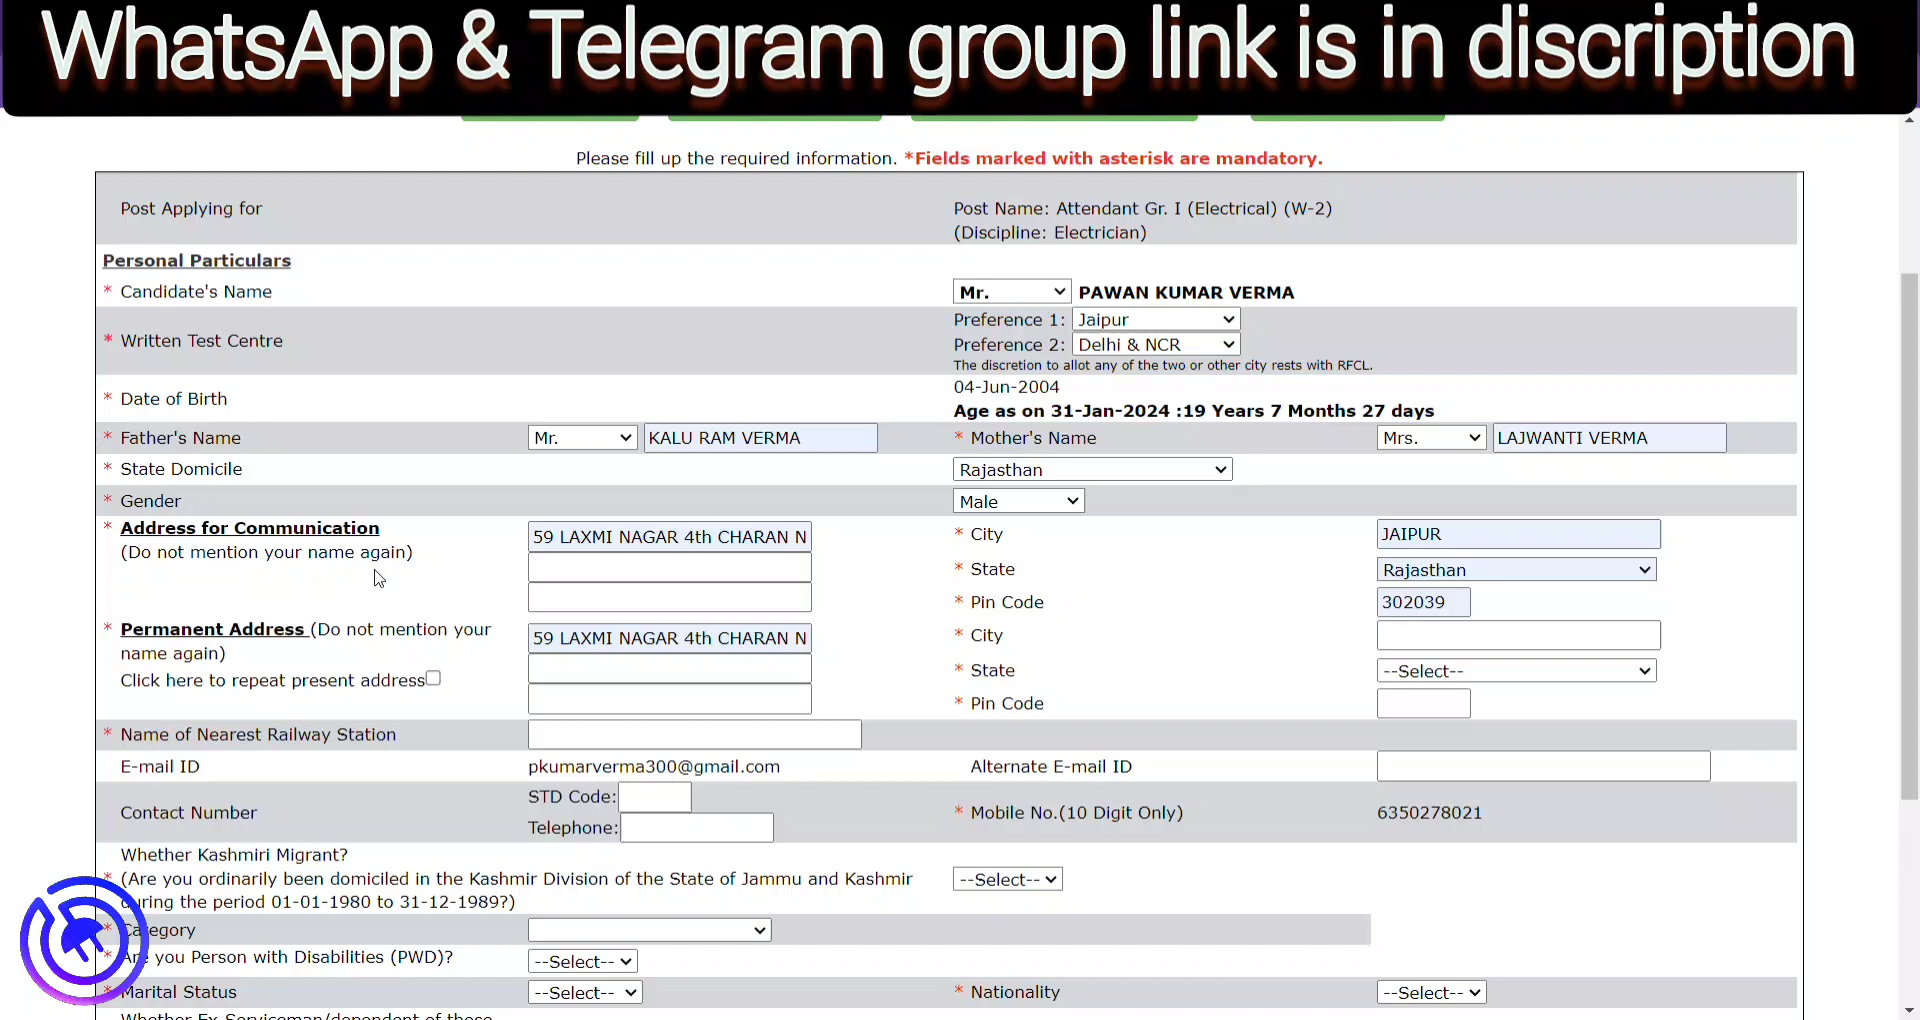 WhatsApp & Telegram group link is in discription
Please fill up the required information. *Fields marked with asterisk are mandatory.
Post Applying for
Post Name: Attendant Gr. I (Electrical) (W-2)
(Discipline: Electrician)
Personal Particulars
* Candidate's Name
Mr. PAWAN KUMAR VERMA
* Written Test Centre
Preference 1: Jaipur
Preference 2: Delhi & NCR
The discretion to allot any of the two or other city rests with RFCL.
* Date of Birth
04-Jun-2004
Age as on 31-Jan-2024 :19 Years 7 Months 27 days
* Father's Name Mr. KALU RAM VERMA * Mother's Name Mrs. LAJWANTI VERMA
* State Domicile Rajasthan
* Gender Male
* Address for Communication
(Do not mention your name again)
59 LAXMI NAGAR 4th CHARAN N
* City JAIPUR
* State Rajasthan
* Pin Code 302039
* Permanent Address (Do not mention your
name again)
Click here to repeat present address
59 LAXMI NAGAR 4th CHARAN N
* City
* State --Select--
* Pin Code
* Name of Nearest Railway Station
E-mail ID pkumarverma300@gmail.com Alternate E-mail ID
Contact Number
STD Code:
Telephone:
* Mobile No.(10 Digit Only) 6350278021
Whether Kashmiri Migrant?
* (Are you ordinarily been domiciled in the Kashmir Division of the State of Jammu and Kashmir
during the period 01-01-1980 to 31-12-1989?)
--Select--
* Category
* Are you Person with Disabilities (PWD)? --Select--
* Marital Status --Select-- * Nationality --Select--
Whether Ex-Serviceman/dependent of those